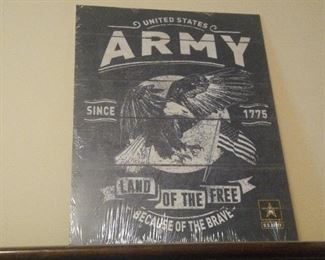 UNITED STATES
ARMY
SINCE 1775
LAND OF THE FREE
BECAUSE OF THE BRAVE